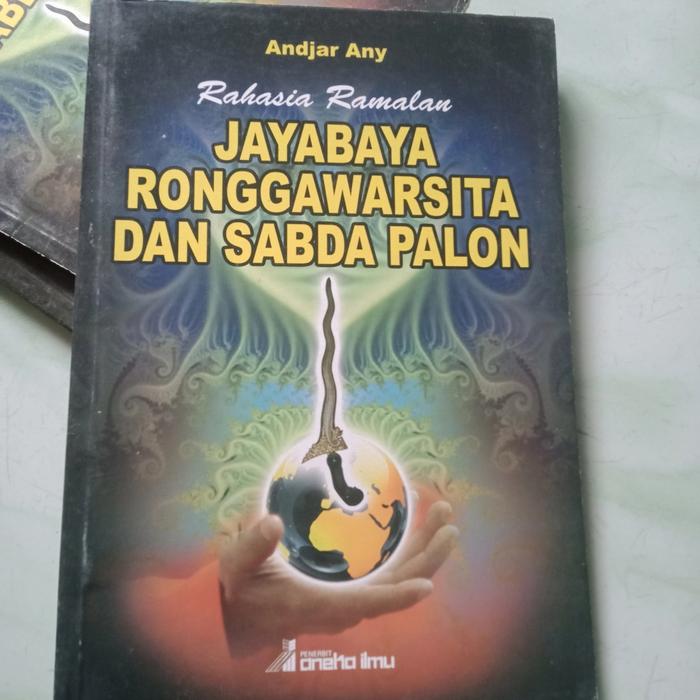 Andjar Any
Rahasia Ramalan
JAYABAYA
RONGGAWARSITA
DAN SABDA PALON
PENERBIT
aneka ilmu